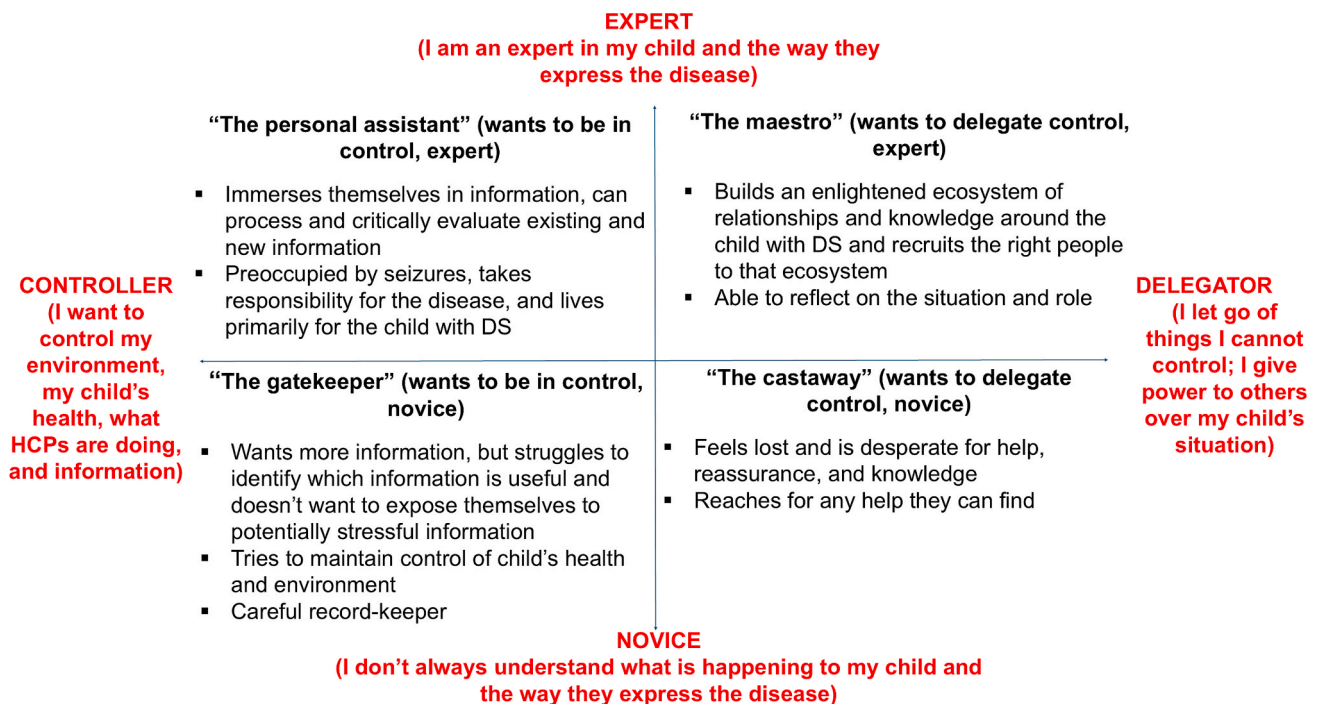 EXPERT
(I am an expert in my child and the way they
express the disease)
“The personal assistant” (wants to be in
control, expert)
▪ Immerses themselves in information, can
process and critically evaluate existing and
new information
▪ Preoccupied by seizures, takes
responsibility for the disease, and lives
primarily for the child with DS
“The maestro” (wants to delegate control,
expert)
▪ Builds an enlightened ecosystem of
relationships and knowledge around the
child with DS and recruits the right people
to that ecosystem
▪ Able to reflect on the situation and role
CONTROLLER
(I want to
control my
environment,
my child’s
health, what
HCPs are doing,
and information)
DELEGATOR
(I let go of
things I cannot
control; I give
power to others
over my child’s
situation)
“The gatekeeper” (wants to be in control,
novice)
▪ Wants more information, but struggles to
identify which information is useful and
doesn’t want to expose themselves to
potentially stressful information
▪ Tries to maintain control of child’s health
and environment
▪ Careful record-keeper
“The castaway” (wants to delegate
control, novice)
▪ Feels lost and is desperate for help,
reassurance, and knowledge
▪ Reaches for any help they can find
NOVICE
(I don’t always understand what is happening to my child and
the way they express the disease)